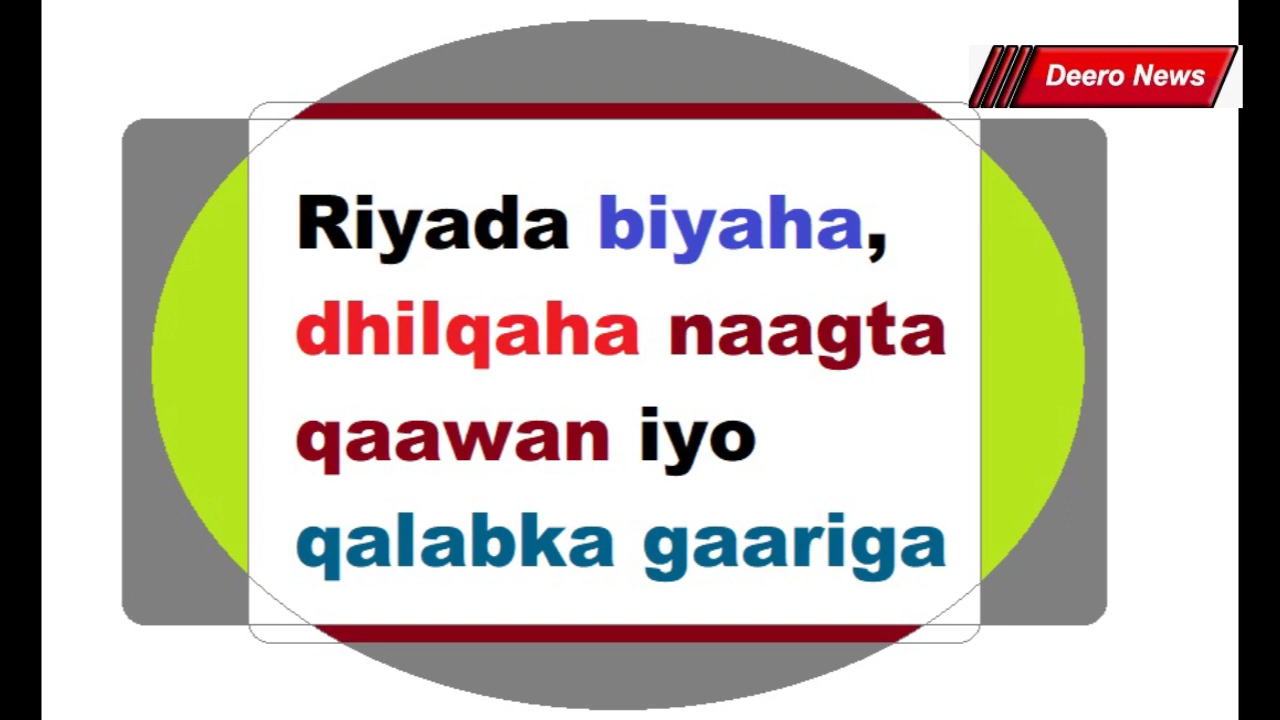 Deero News
Riyada biyaha,
dhilqaha naagta
qaawan iyo
qalabka gaariga